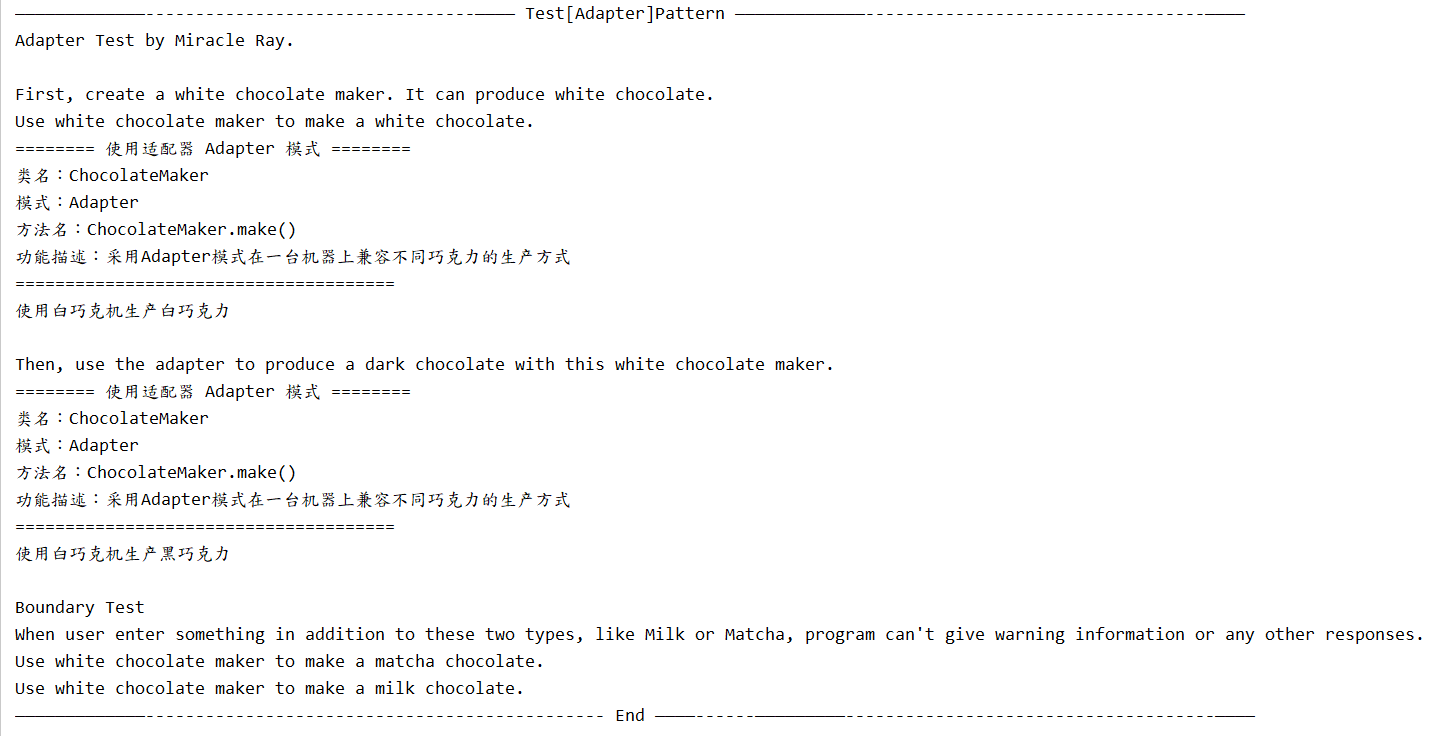 ————————————---------------------------------———— Test[Adapter]Pattern ————————————----------------------------------————
Adapter Test by Miracle Ray.
First, create a white chocolate maker. It can produce white chocolate.
Use white chocolate maker to make a white chocolate.
======== 使用适配器 Adapter 模式 ========
类名：ChocolateMaker
模式：Adapter
方法名：ChocolateMaker.make()
功能描述：采用Adapter模式在一台机器上兼容不同巧克力的生产方式
======================================
使用白巧克机生产白巧克力
Then, use the adapter to produce a dark chocolate with this white chocolate maker.
======== 使用适配器 Adapter 模式 ========
类名：ChocolateMaker
模式：Adapter
方法名：ChocolateMaker.make()
功能描述：采用Adapter模式在一台机器上兼容不同巧克力的生产方式
======================================
使用白巧克机生产黑巧克力
Boundary Test
When user enter something in addition to these two types, like Milk or Matcha, program can't give warning information or any other responses.
Use white chocolate maker to make a matcha chocolate.
Use white chocolate maker to make a milk chocolate.
————————————---------------------------------------------- End ————------————————-------------------------------------————